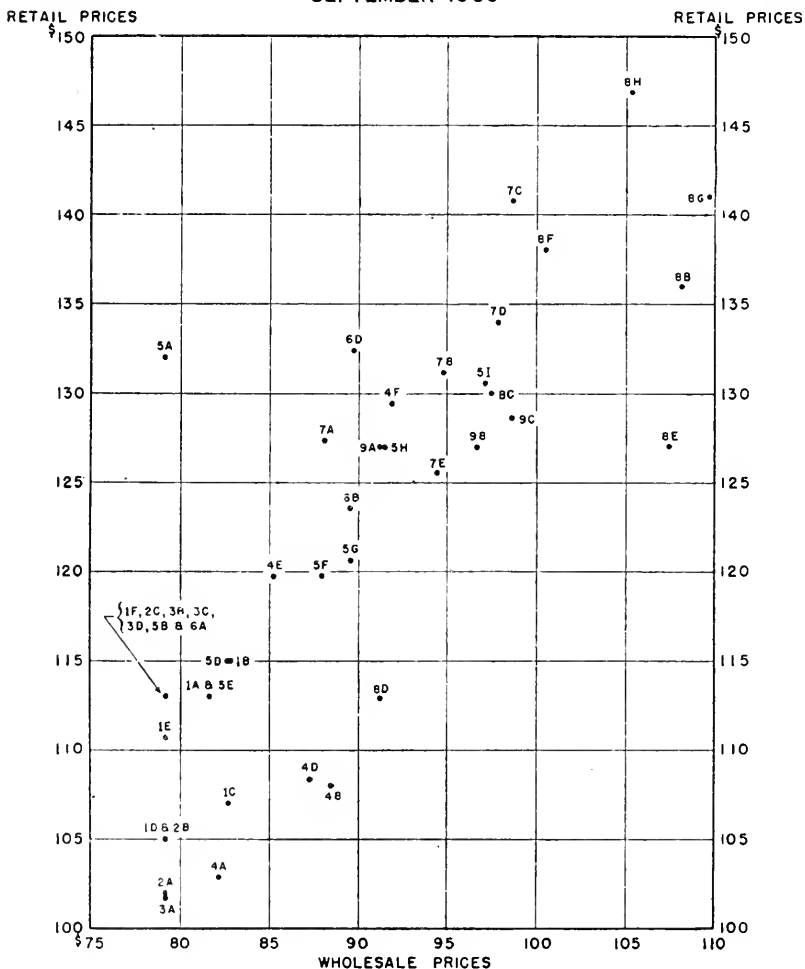 RETAIL PRICES RETAIL PRICES
$150 $150
8H
145 145
7C
8G
140 140
8F
8B
135 135
7D
6D
5A
7B 5I
130 4F 8C 130
9C
7A 9A 5H 9B 8E
7E
125 125
6B
5G
120 4E 5F 120
1F, 2C, 3B, 3C,
3D, 5B & 6A
115 5D 1B 115
1A & 5E
8D
1E
110 110
4D
4B
1C
1D & 2B
105 105
4A
2A
3A
100 100
$75 80 85 90 95 100 105 110
WHOLESALE PRICES